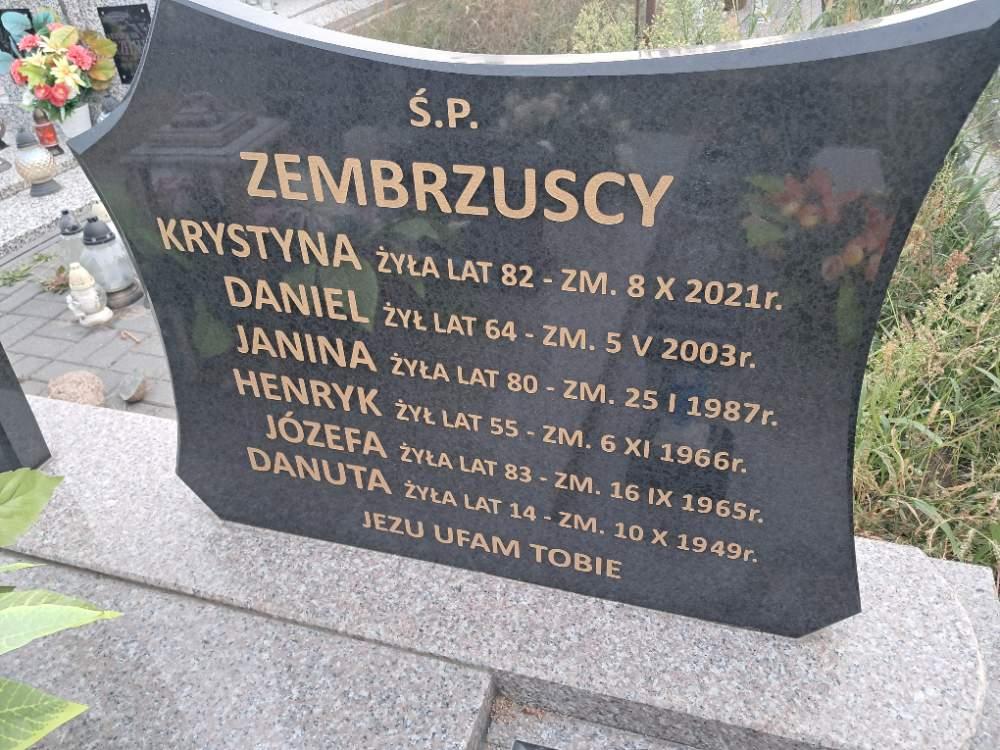 Ś.P.
ZEMBRZUSCY
KRYSTYNA ŻYŁA LAT 82 - ZM. 8 X 2021r.
DANIEL ŻYŁ LAT 64 - ZM. 5 V 2003r.
JANINA ŻYŁA LAT 80 - ZM. 25 I 1987r.
HENRYK ŻYŁ LAT 55 - ZM. 6 XI 1966r.
JÓZEFA ŻYŁA LAT 83 - ZM. 16 IX 1965r.
DANUTA ŻYŁA LAT 14 - ZM. 10 X 1949r.
JEZU UFAM TOBIE